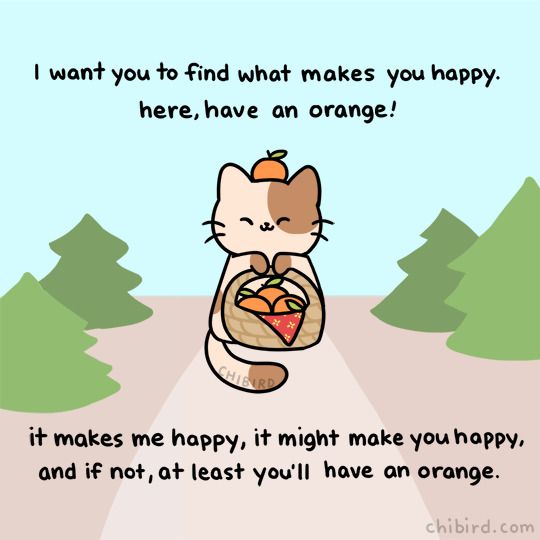 I want you to find what makes you happy.
here, have an orange!
CHIBIRD
it makes me happy, it might make you happy,
and if not, at least you'll have an orange.
chibird.com